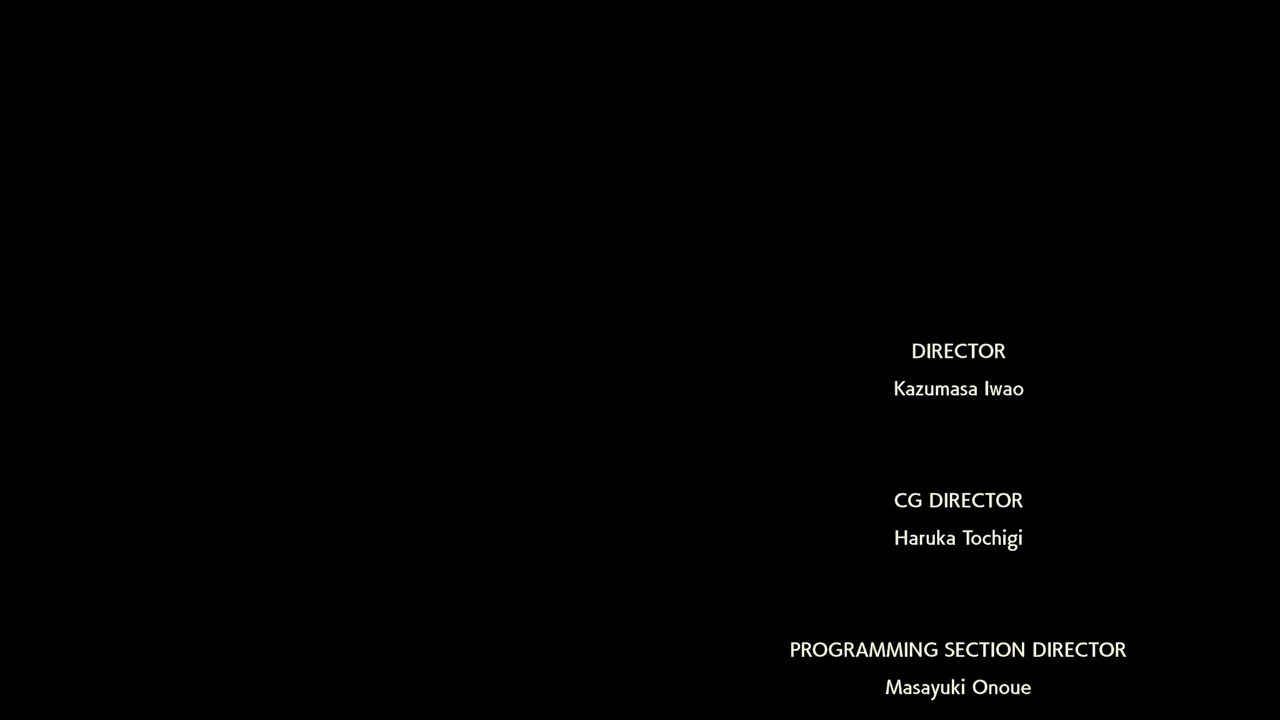 DIRECTOR
Kazumasa Iwao
CG DIRECTOR
Haruka Tochigi
PROGRAMMING SECTION DIRECTOR
Masayuki Onoue